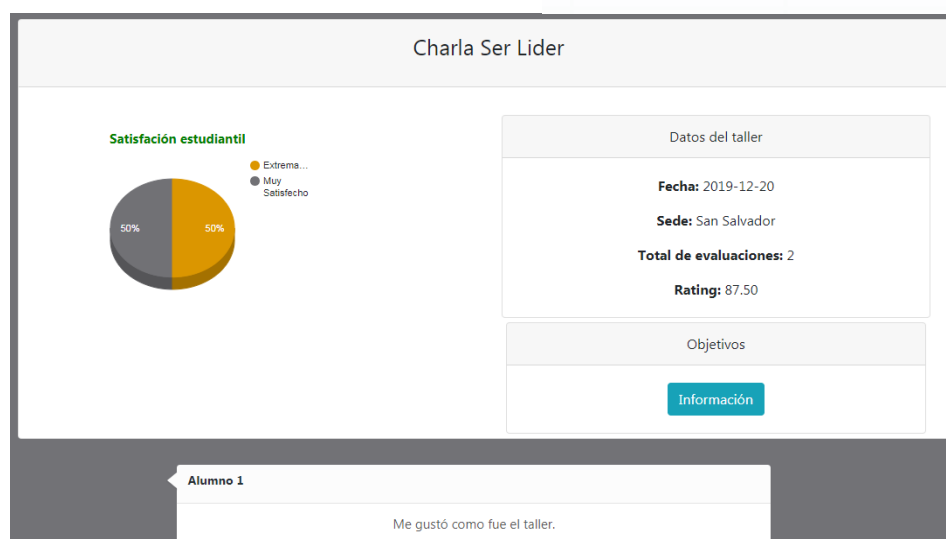 Charla Ser Lider
Satisfación estudiantil
Extrema...
Muy
Satisfecho
50%
50%
Datos del taller
Fecha: 2019-12-20
Sede: San Salvador
Total de evaluaciones: 2
Rating: 87.50
Objetivos
Información
Alumno 1
Me gustó como fue el taller.